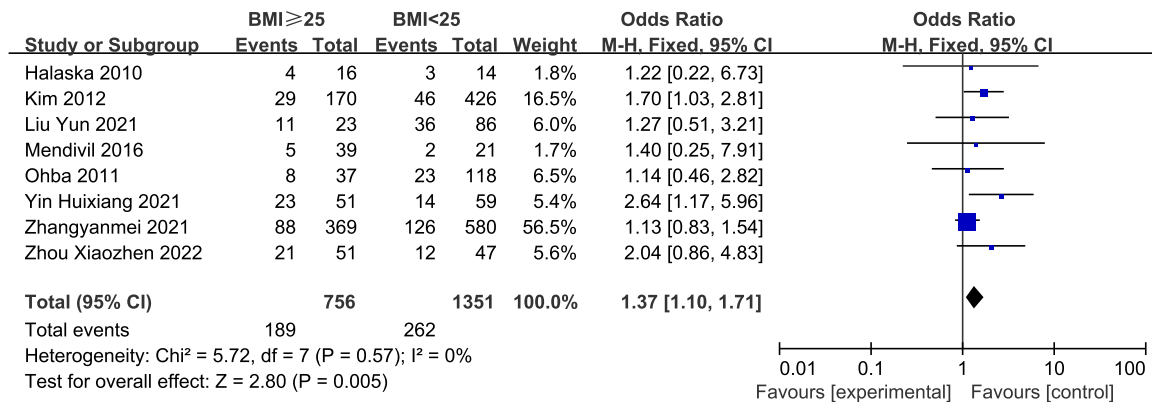 BMI⩾25 BMI<25 Odds Ratio Odds Ratio
Study or Subgroup Events Total Events Total Weight M-H, Fixed, 95% CI M-H, Fixed, 95% CI
Halaska 2010 4 16 3 14 1.8% 1.22 [0.22, 6.73]
Kim 2012 29 170 46 426 16.5% 1.70 [1.03, 2.81]
Liu Yun 2021 11 23 36 86 6.0% 1.27 [0.51, 3.21]
Mendivil 2016 5 39 2 21 1.7% 1.40 [0.25, 7.91]
Ohba 2011 8 37 23 118 6.5% 1.14 [0.46, 2.82]
Yin Huixiang 2021 23 51 14 59 5.4% 2.64 [1.17, 5.96]
Zhangyanmei 2021 88 369 126 580 56.5% 1.13 [0.83, 1.54]
Zhou Xiaozhen 2022 21 51 12 47 5.6% 2.04 [0.86, 4.83]
Total (95% CI) 756 1351 100.0% 1.37 [1.10, 1.71]
Total events 189 262
Heterogeneity: Chi² = 5.72, df = 7 (P = 0.57); I² = 0%
Test for overall effect: Z = 2.80 (P = 0.005)
0.01 0.1 1 10 100
Favours [experimental] Favours [control]